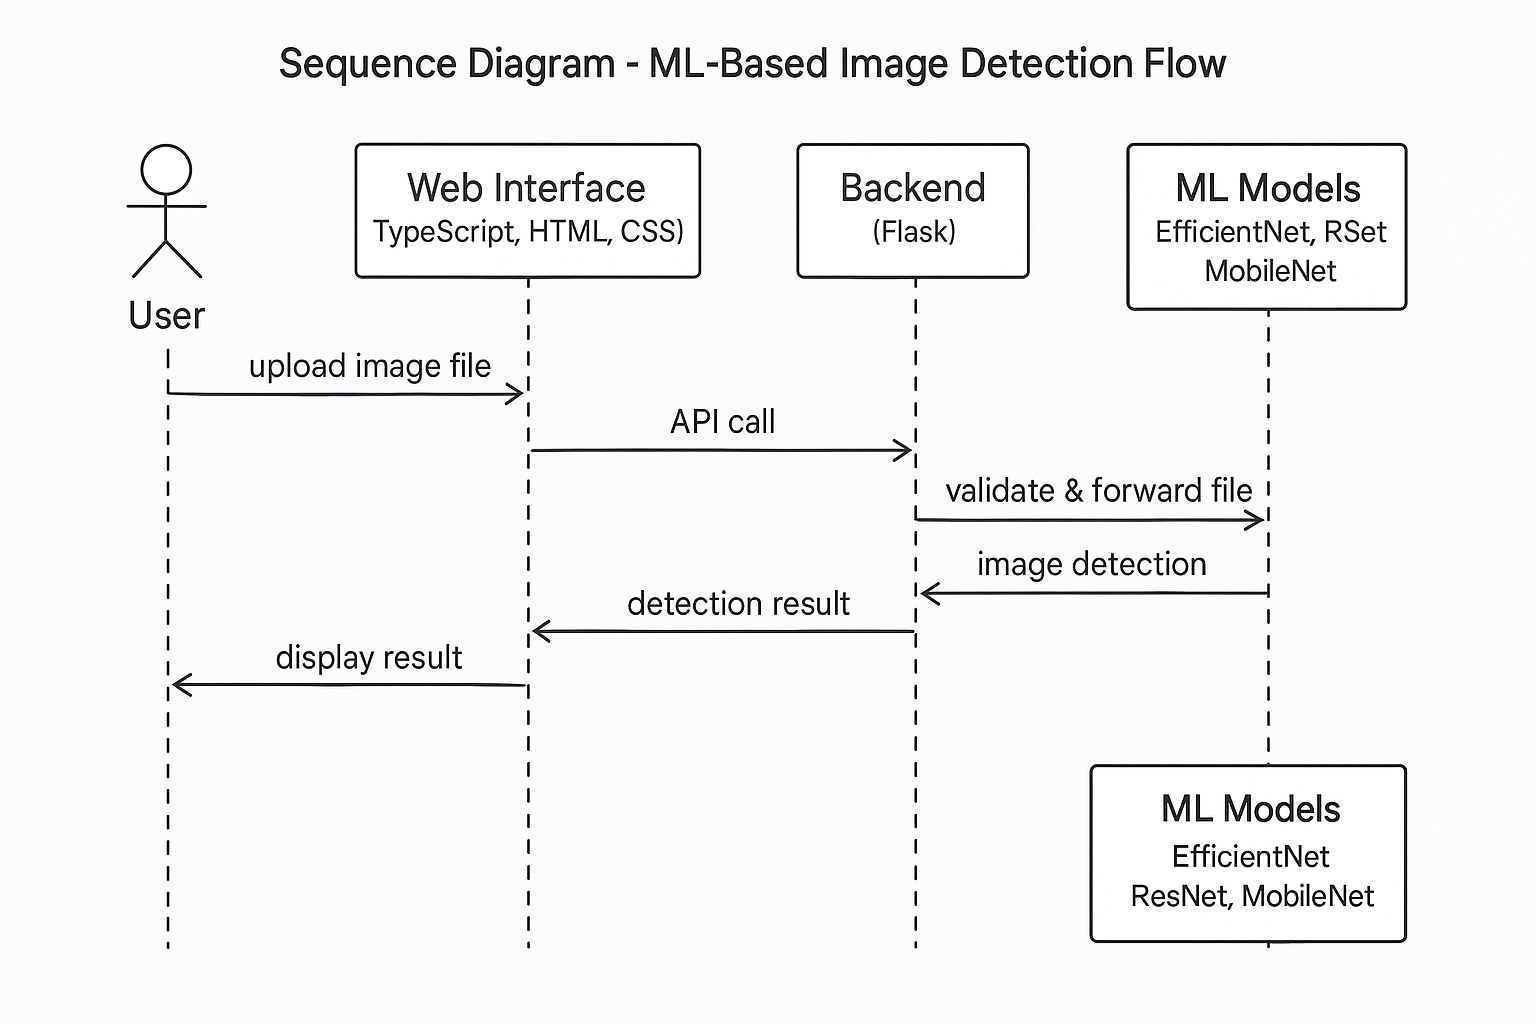 Sequence Diagram - ML-Based Image Detection Flow
User
Web Interface
TypeScript, HTML, CSS)
Backend
(Flask)
ML Models
EfficientNet, RSet
MobileNet
upload image file
API call
validate & forward file
image detection
detection result
display result
ML Models
EfficientNet
ResNet, MobileNet